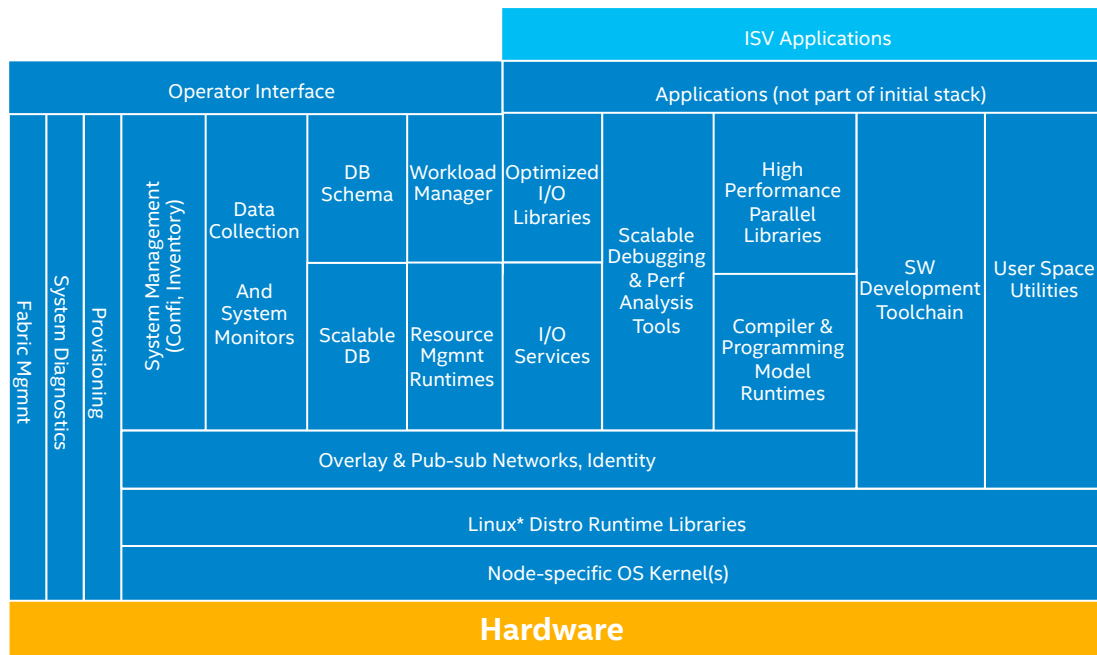 ISV Applications
Operator Interface
Applications (not part of initial stack)
Fabric Mgmnt
System Diagnostics
Provisioning
System Management
(Confi, Inventory)
Data
Collection
And
System
Monitors
DB
Schema
Scalable
DB
Workload
Manager
Resource
Mgmnt
Runtimes
Optimized
I/O
Libraries
I/O
Services
Scalable
Debugging
& Perf
Analysis
Tools
High
Performance
Parallel
Libraries
Compiler &
Programming
Model
Runtimes
SW
Development
Toolchain
User Space
Utilities
Overlay & Pub-sub Networks, Identity
Linux* Distro Runtime Libraries
Node-specific OS Kernel(s)
Hardware